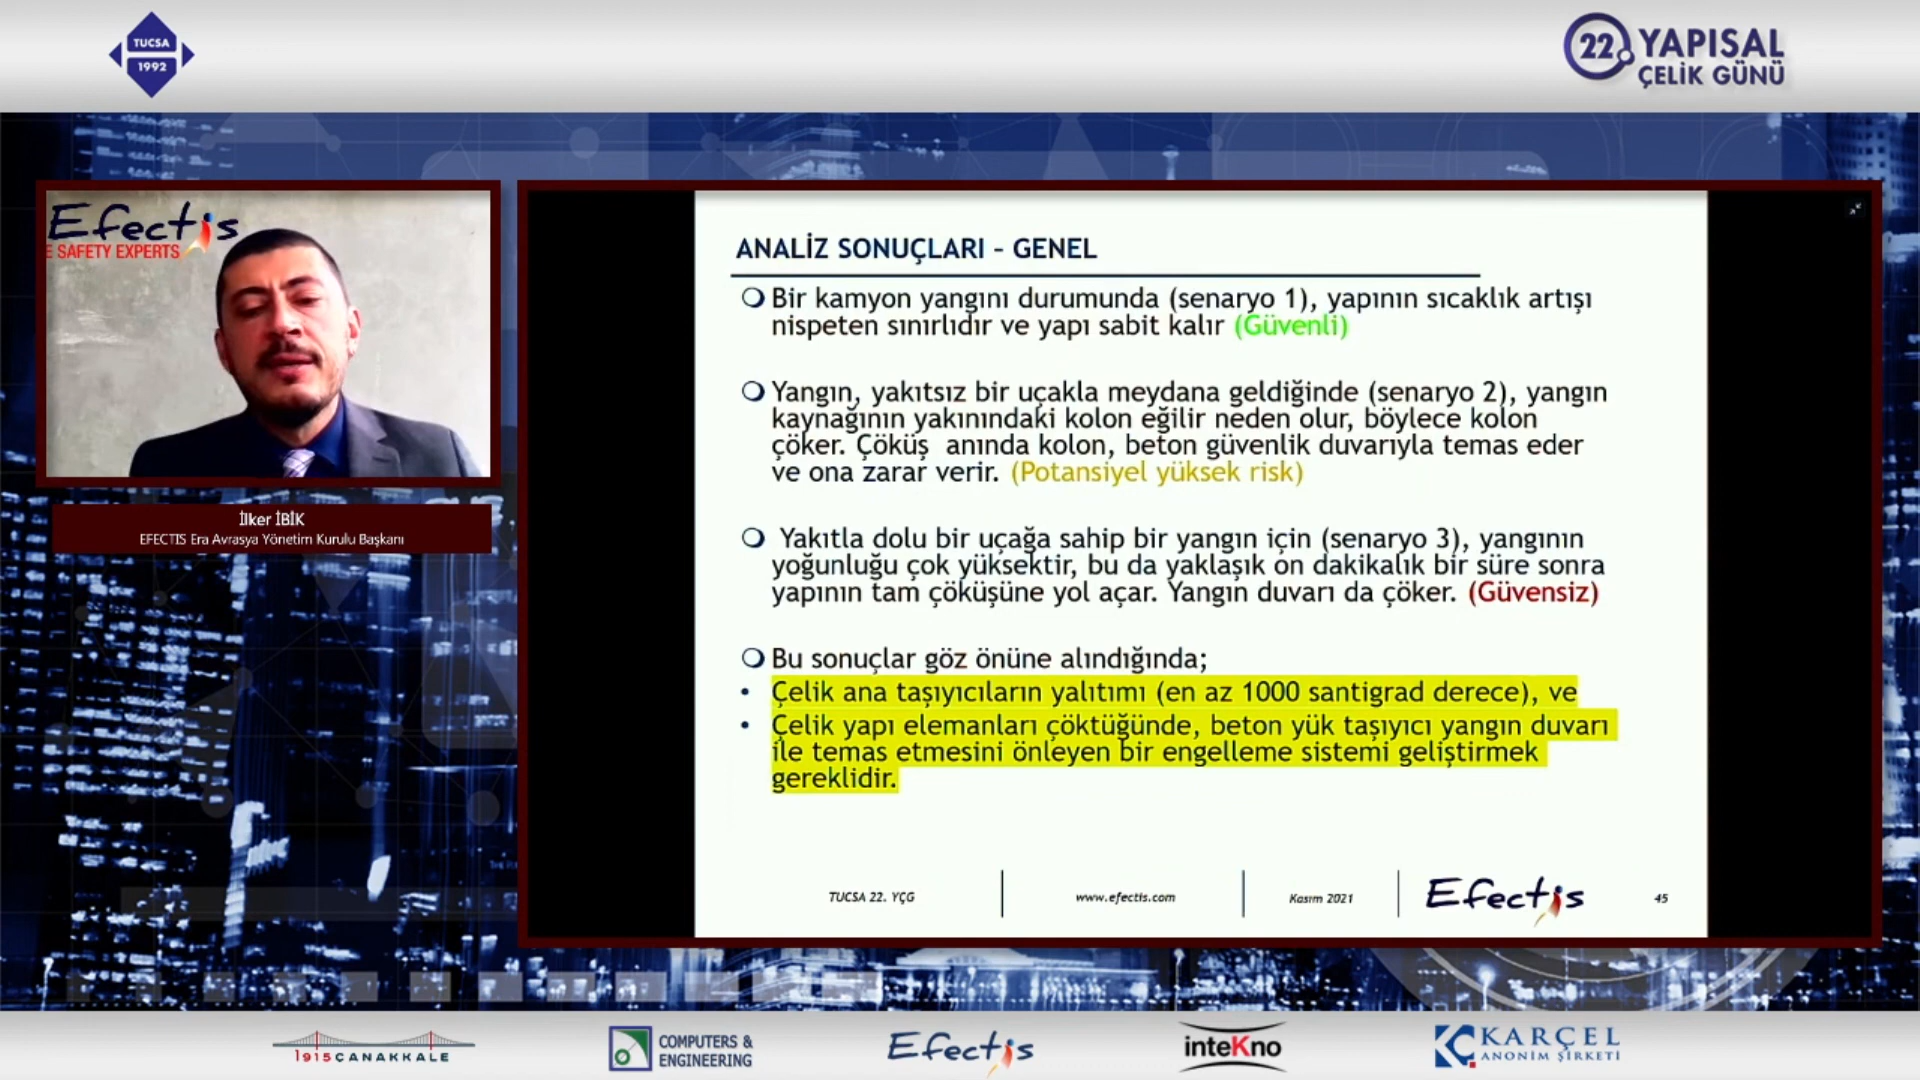 TUCSA
1992
22. YAPISAL
ÇELİK GÜNÜ
Efectis
E SAFETY EXPERTS
İlker İBİK
EFECTIS Era Avrasya Yönetim Kurulu Başkanı
ANALİZ SONUÇLARI – GENEL
Bir kamyon yangını durumunda (senaryo 1), yapının sıcaklık artışı
nispeten sınırlıdır ve yapı sabit kalır (Güvenli)
Yangın, yakıtsız bir uçakla meydana geldiğinde (senaryo 2), yangın
kaynağının yakınındaki kolon eğilir neden olur, böylece kolon
çöker. Çöküş anında kolon, beton güvenlik duvarıyla temas eder
ve ona zarar verir. (Potansiyel yüksek risk)
Yakıtla dolu bir uçağa sahip bir yangın için (senaryo 3), yangının
yoğunluğu çok yüksektir, bu da yaklaşık on dakikalık bir süre sonra
yapının tam çöküşüne yol açar. Yangın duvarı da çöker. (Güvensiz)
Bu sonuçlar göz önüne alındığında;
• Çelik ana taşıyıcıların yalıtımı (en az 1000 santigrad derece), ve
• Çelik yapı elemanları çöktüğünde, beton yük taşıyıcı yangın duvarı
ile temas etmesini önleyen bir engelleme sistemi geliştirmek
gereklidir.
TUCSA 22. YÇG
www.efectis.com
Kasım 2021
Efectis
45
1915ÇANAKKALE
COMPUTERS &
ENGINEERING
Efectis
inteKno
KARÇEL
ANONİM ŞİRKETİ